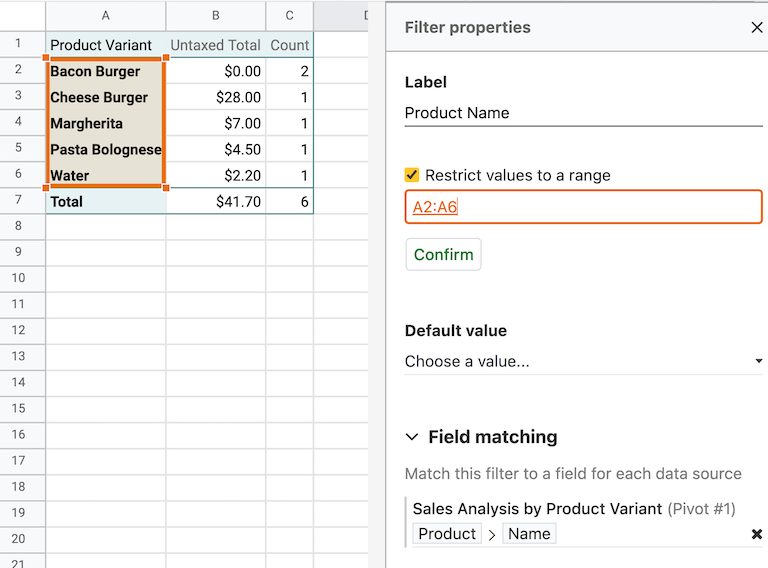 A B C
1 Product Variant Untaxed Total Count
2 Bacon Burger $0.00 2
3 Cheese Burger $28.00 1
4 Margherita $7.00 1
5 Pasta Bolognese $4.50 1
6 Water $2.20 1
7 Total $41.70 6
8
9
10
11
12
13
14
15
16
17
18
19
20
21
Filter properties
Label
Product Name
Restrict values to a range
A2:A6
Confirm
Default value
Choose a value...
Field matching
Match this filter to a field for each data source
Sales Analysis by Product Variant (Pivot #1)
Product > Name